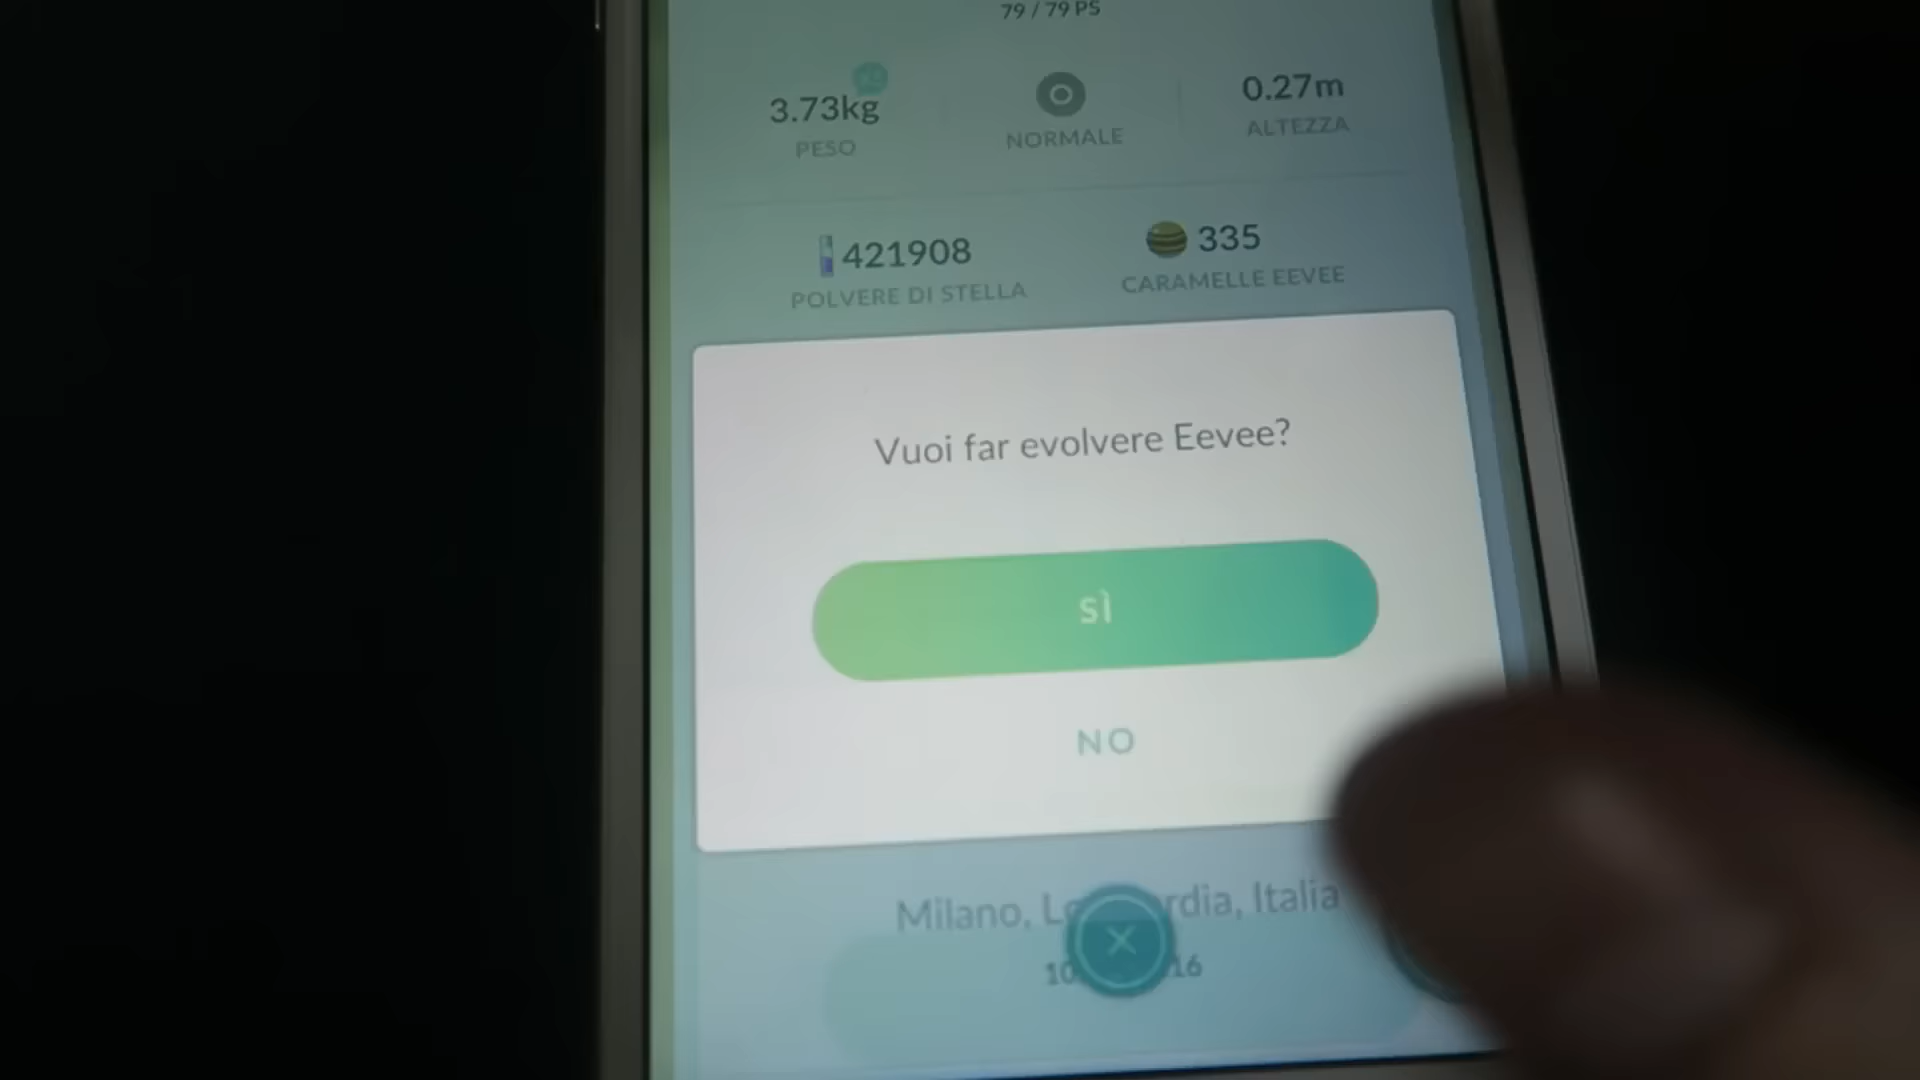 79 / 79 PS
3.73kg
PESO
NORMALE
0.27m
ALTEZZA
421908
POLVERE DI STELLA
335
CARAMELLE EEVEE
Vuoi far evolvere Eevee?
SÌ
NO
Milano, Italia